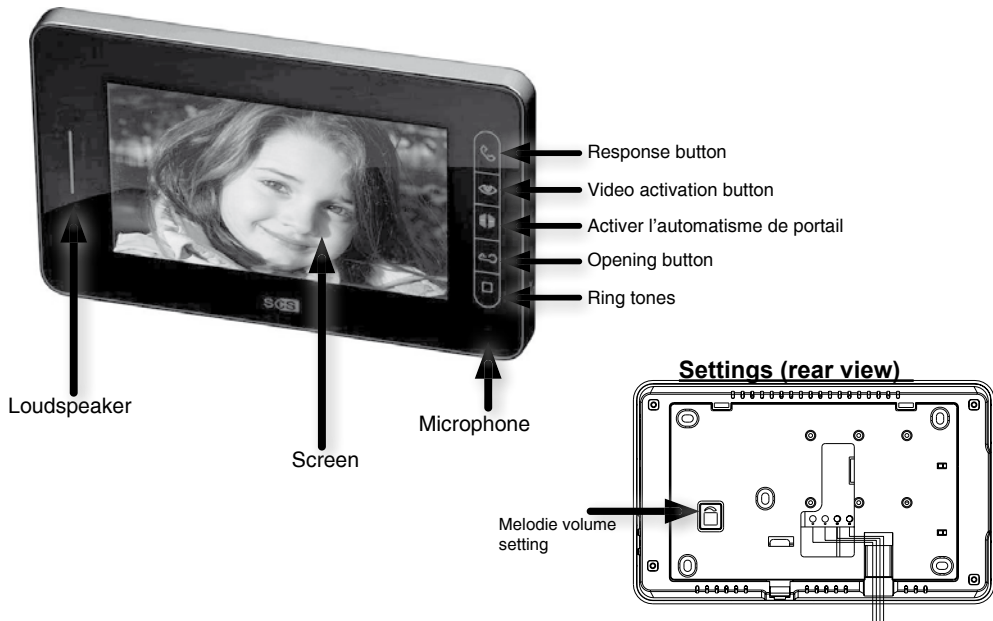 Response button
Video activation button
Activer l'automatisme de portail
Opening button
Ring tones
SCS
Loudspeaker
Microphone
Screen
Settings (rear view)
Melodie volume
setting